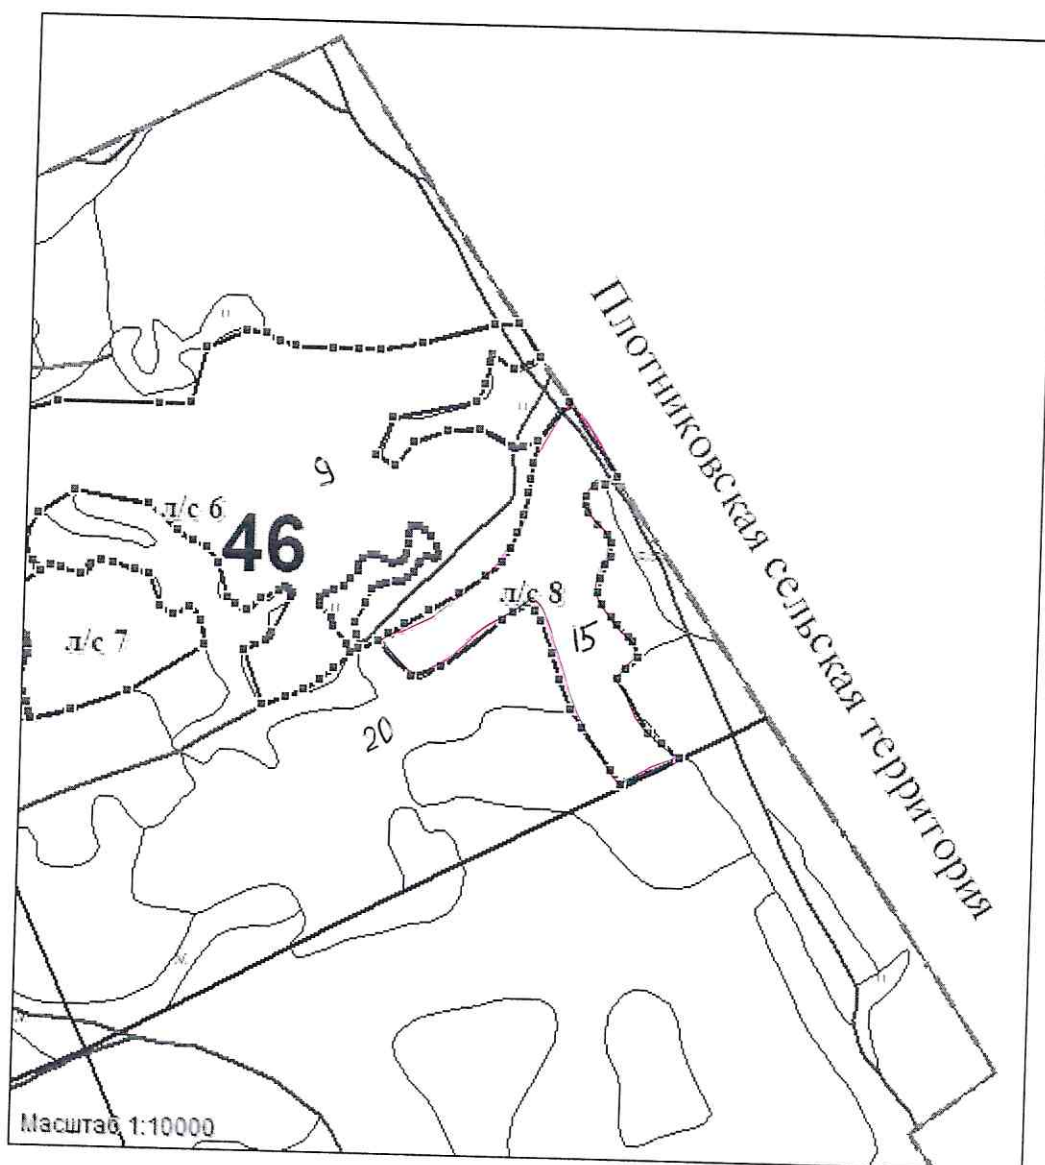 Плотниковская сельская территория
9
л/с 6
46
л/с 8
л/с 7
15
20
Масштаб 1:10000